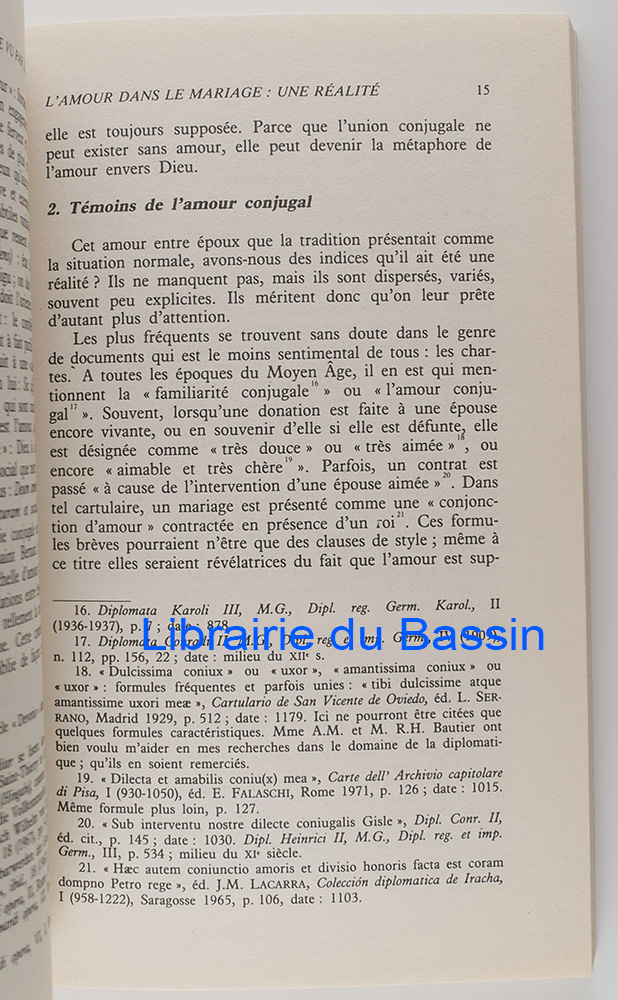 L'AMOUR DANS LE MARIAGE : UNE RÉALITÉ 15
elle est toujours supposée. Parce que l'union conjugale ne
peut exister sans amour, elle peut devenir la métaphore de
l'amour envers Dieu.
2. Témoins de l'amour conjugal
Cet amour entre époux que la tradition présentait comme
la situation normale, avons-nous des indices qu'il ait été une
réalité ? Ils ne manquent pas, mais ils sont dispersés, variés,
souvent peu explicites. Ils méritent donc qu'on leur prête
d'autant plus d'attention.
Les plus fréquents se trouvent sans doute dans le genre
de documents qui est le moins sentimental de tous : les char-
tes. A toutes les époques du Moyen Âge, il en est qui men-
tionnent la « familiarité conjugale16 » ou « l'amour conju-
gal17 ». Souvent, lorsqu'une donation est faite à une épouse
encore vivante, ou en souvenir d'elle si elle est défunte, elle
est désignée comme « très douce » ou « très aimée »18, ou
encore « aimable et très chère19 ». Parfois, un contrat est
passé « à cause de l'intervention d'une épouse aimée »20. Dans
tel cartulaire, un mariage est présenté comme une « conjonc-
tion d'amour » contractée en présence d'un roi21. Ces formu-
les brèves pourraient n'être que des clauses de style ; même à
ce titre elles seraient révélatrices du fait que l'amour est sup-
16. Diplomata Karoli III, M.G., Dipl. reg. Germ. Karol., II
(1936-1937), p. 7 ; date : 878.
17. Diplomata Conradi II, M.G., Dipl. reg. et imp. Germ., IV (1909),
n. 112, pp. 156, 22 ; date : milieu du XIIe s.
Librairie du Bassin
18. « Dulcissima coniux » ou « uxor », « amantissima coniux » ou
« uxor » : formules fréquentes et parfois unies : « tibi dulcissime atque
amantissime uxori meæ », Cartulario de San Vicente de Oviedo, éd. L. SER-
RANO, Madrid 1929, p. 512 ; date : 1179. Ici ne pourront être citées que
quelques formules caractéristiques. Mme A.M. et M. R.H. Bautier ont
bien voulu m'aider en mes recherches dans le domaine de la diplomati-
que ; qu'ils en soient remerciés.
19. « Dilecta et amabilis coniu(x) mea », Carte dell' Archivio capitolare
di Pisa, I (930-1050), éd. E. FALASCHI, Rome 1971, p. 126 ; date : 1015.
Même formule plus loin, p. 127.
20. « Sub interventu nostre dilecte coniugalis Gisle », Dipl. Conr. II,
éd. cit., p. 145 ; date : 1030. Dipl. Heinrici II, M.G., Dipl. reg. et imp.
Germ., III, p. 534 ; milieu du XIe siècle.
21. « Hæc autem coniunctio amoris et divisio honoris facta est coram
dompno Petro rege », éd. J.M. LACARRA, Colección diplomatica de Iracha,
I (958-1222), Saragosse 1965, p. 106, date : 1103.